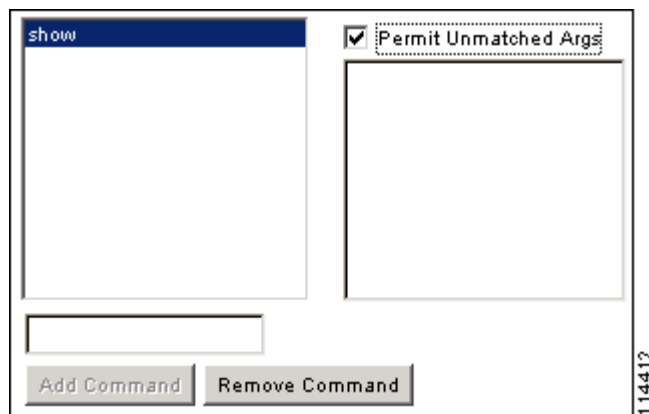 show
Permit Unmatched Args
Add Command
Remove Command
114412